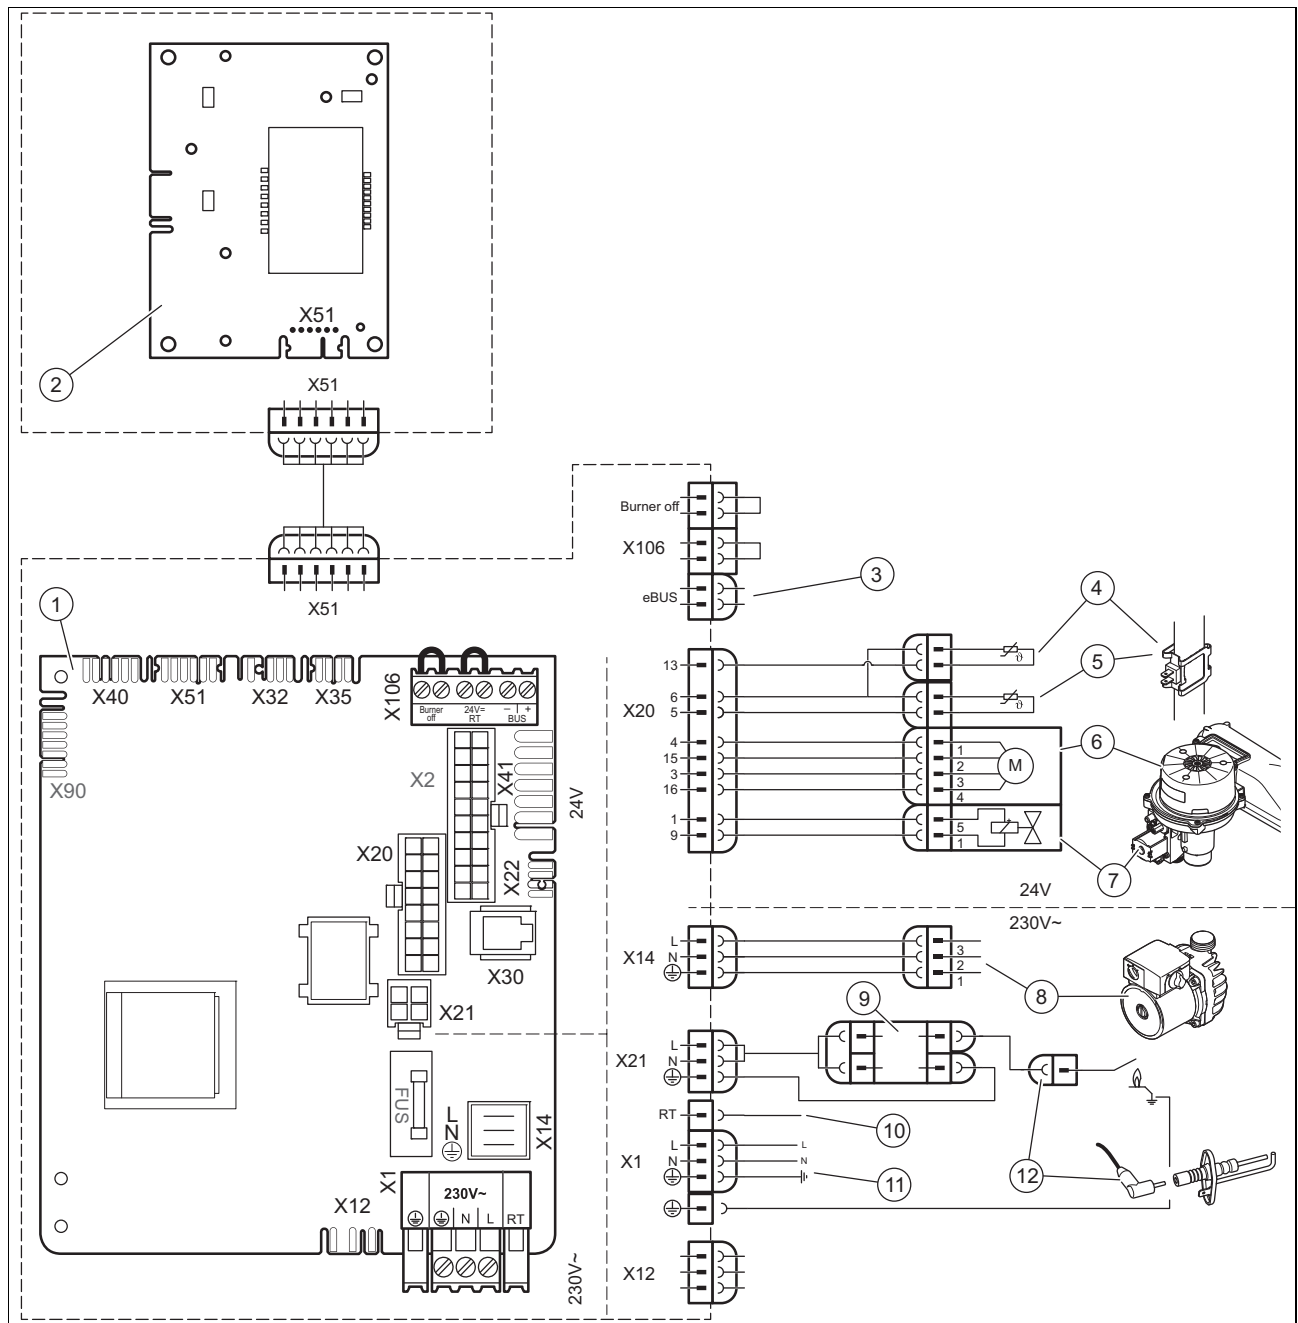 X51
2
X51
X51
1
Burner off
X106
eBUS
3
4
5
6
7
X40
X51
X32
X35
X106
Burner off
24V= RT
− | +
BUS
X90
X2
X41
24V
X20
X22
C
X30
X21
FUS
L
N
X14
X1
230V~
N
L
RT
X12
230V~
13
X20
6
5
4
15
3
16
1
9
ϑ
ϑ
M
1
2
3
4
5
1
24V
230V~
X14
L
N
3
2
1
8
9
X21
L
N
RT
10
X1
L
N
L
N
11
12
X12